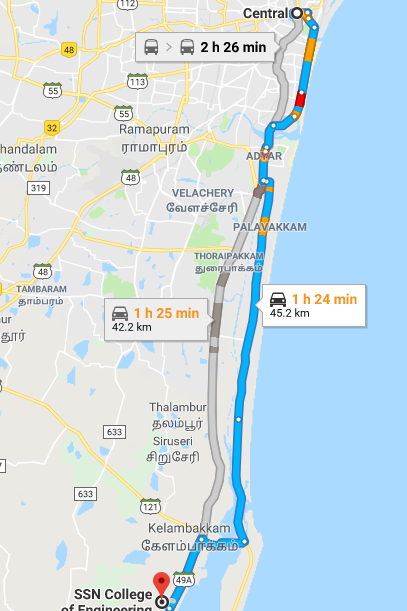 Central
2 h 26 min
48
112
55
55
32
Ramapuram
ராமாபுரம்
handalam
ண்டலம்
ADYAR
48
319
VELACHERY
வேளச்சேரி
PALAVAKKAM
THORAIPAKKAM
துரைபாக்கம்
48
TAMBARAM
தாம்பரம்
ur
தூர்
1 h 25 min
42.2 km
1 h 24 min
45.2 km
Thalambur
தலம்பூர்
Siruseri
சிறுசேரி
633
633
121
Kelambakkam
கேளம்பாக்கம்
49A
SSN College
of Engineering